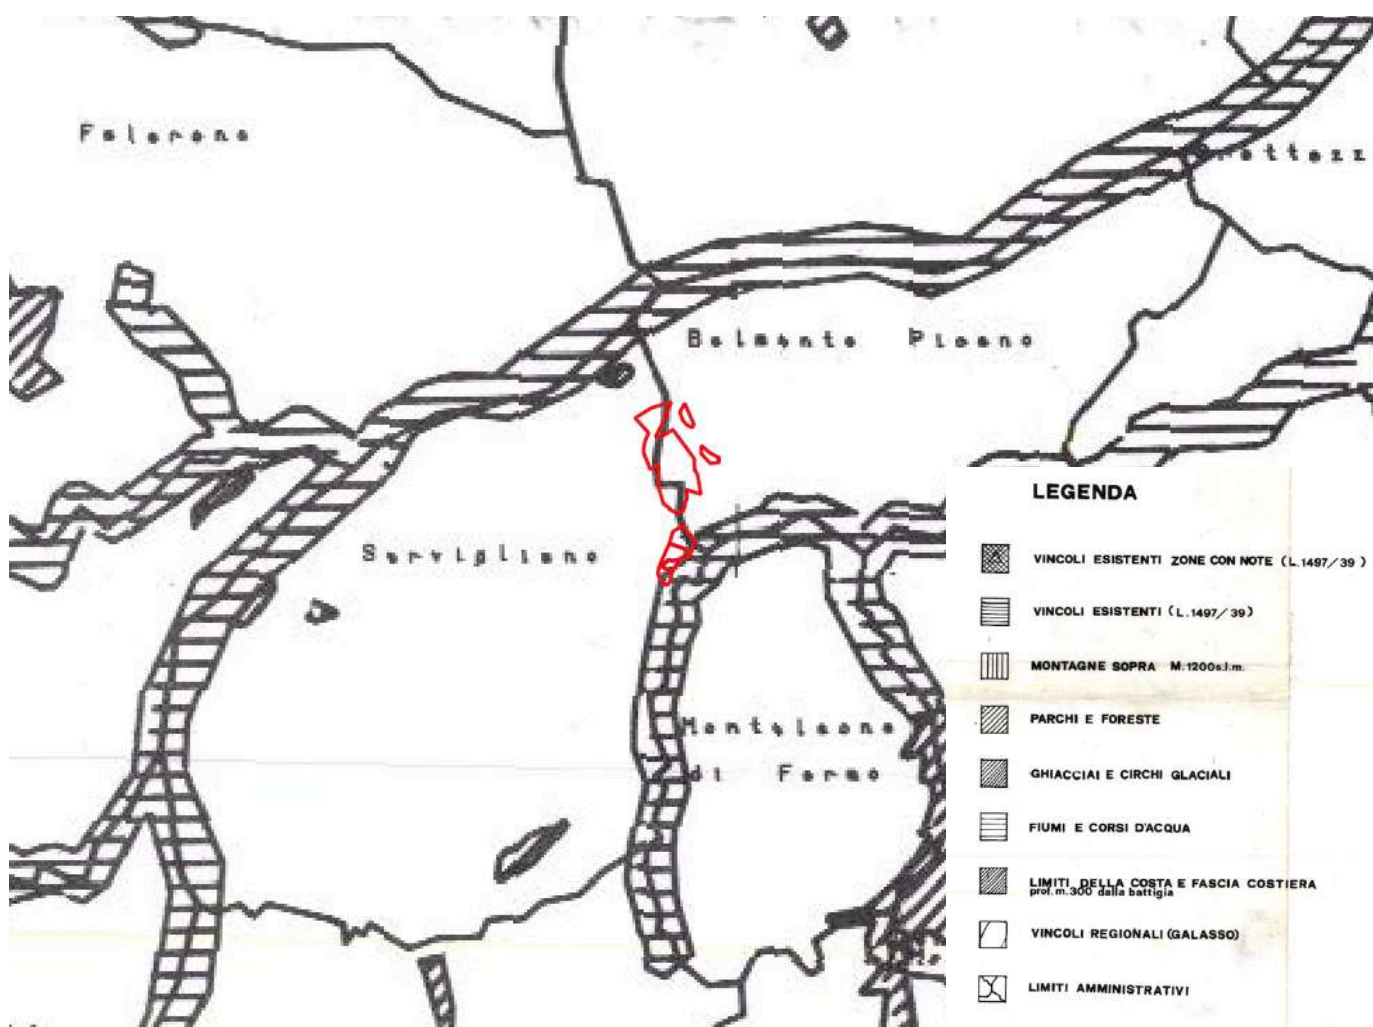 Falerone
Belmonte Piceno
Servigliano
Monteleone
di Fermo
LEGENDA
VINCOLI ESISTENTI ZONE CON NOTE (L.1497/39)
VINCOLI ESISTENTI (L.1497/39)
MONTAGNE SOPRA M.1200s.l.m.
PARCHI E FORESTE
GHIACCIAI E CIRCHI GLACIALI
FIUMI E CORSI D'ACQUA
LIMITI DELLA COSTA E FASCIA COSTIERA
prof. m.300 dalla battigia
VINCOLI REGIONALI (GALASSO)
LIMITI AMMINISTRATIVI